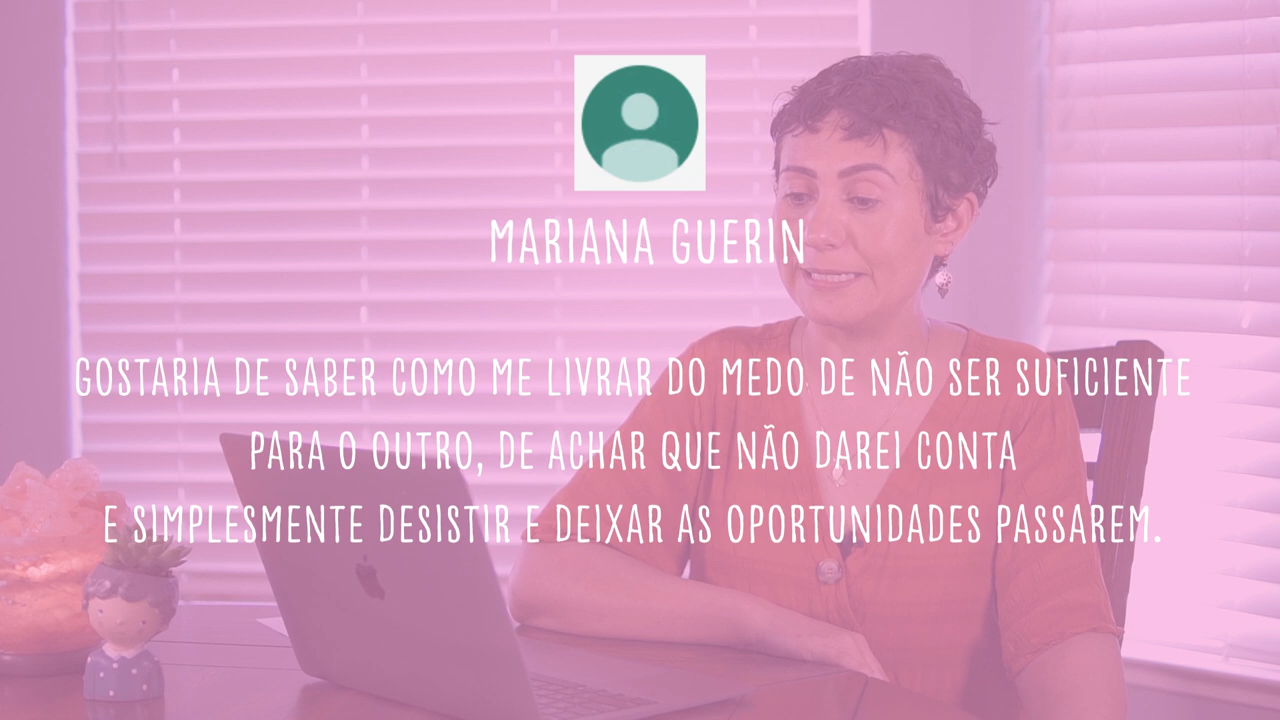 MARIANA GUERIN
GOSTARIA DE SABER COMO ME LIVRAR DO MEDO DE NÃO SER SUFICIENTE
PARA O OUTRO, DE ACHAR QUE NÃO DAREI CONTA
E SIMPLESMENTE DESISTIR E DEIXAR AS OPORTUNIDADES PASSAREM.